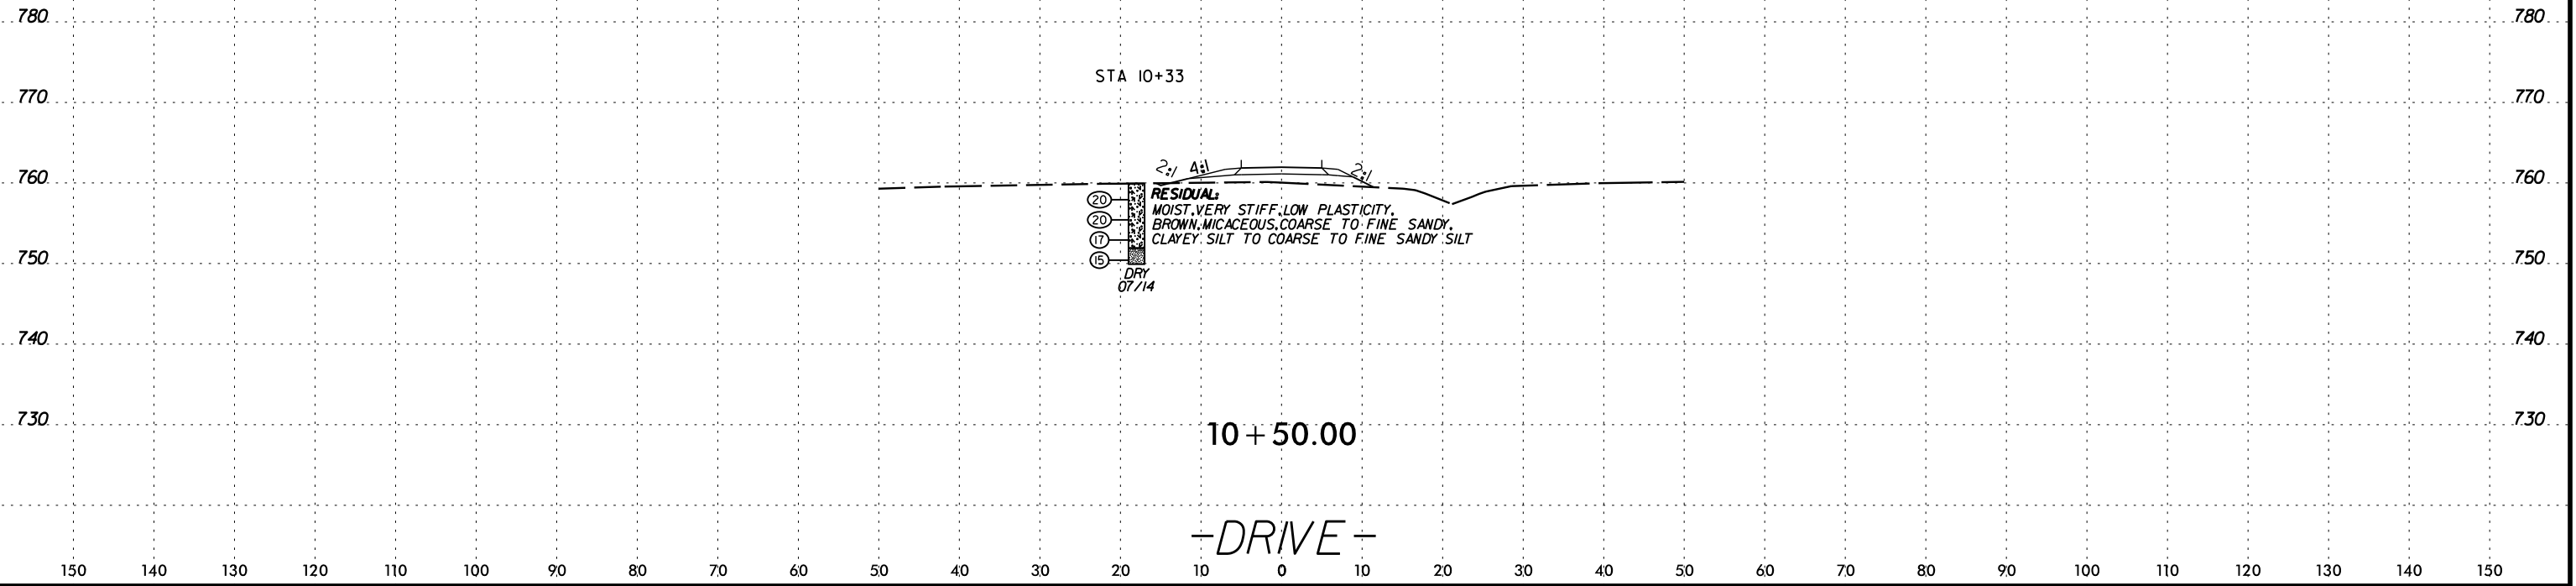 780 780
STA 10+33
770 770
2:1 4:1 2:1
760 760
RESIDUAL:
20 MOIST,VERY STIFF,LOW PLASTICITY,
20 BROWN,MICACEOUS,COARSE TO FINE SANDY,
17 CLAYEY SILT TO COARSE TO FINE SANDY SILT
750 15 750
DRY
07/14
740 740
730 730
10+50.00
-DRIVE-
150 140 130 120 110 100 90 80 70 60 50 40 30 20 10 0 10 20 30 40 50 60 70 80 90 100 110 120 130 140 150